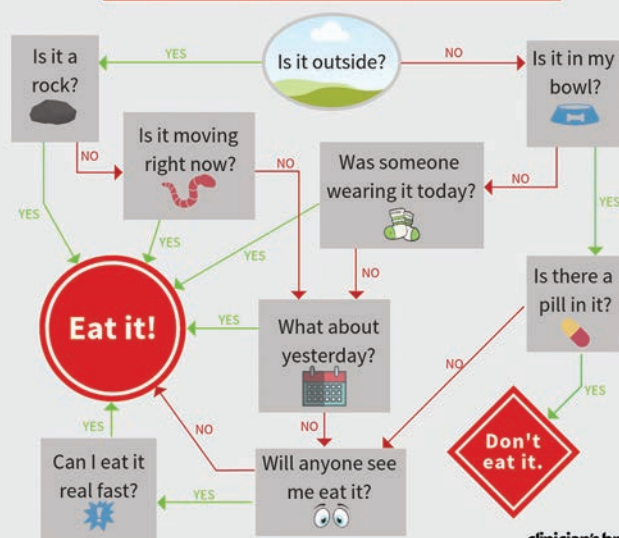 Is it outside?
YES
NO
Is it a
rock?
Is it in my
bowl?
YES
NO
Is it moving
right now?
NO
YES
Was someone
wearing it today?
NO
YES
YES
NO
Is there a
pill in it?
Eat it!
YES
What about
yesterday?
NO
YES
NO
Don't
eat it.
YES
NO
Can I eat it
real fast?
YES
Will anyone see
me eat it?